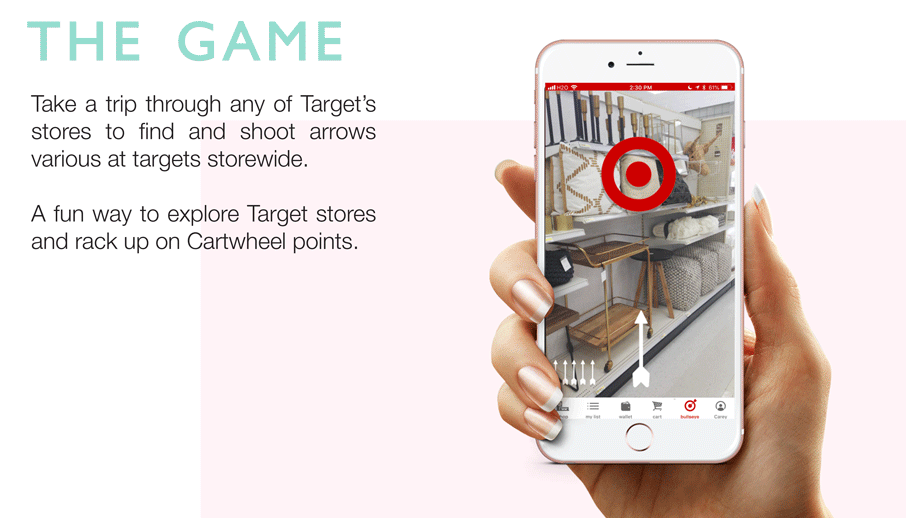 THE GAME
Take a trip through any of Target's
stores to find and shoot arrows
various at targets storewide.
A fun way to explore Target stores
and rack up on Cartwheel points.
H2O 2:30 PM 61%
my list wallet cart bullseye Carey